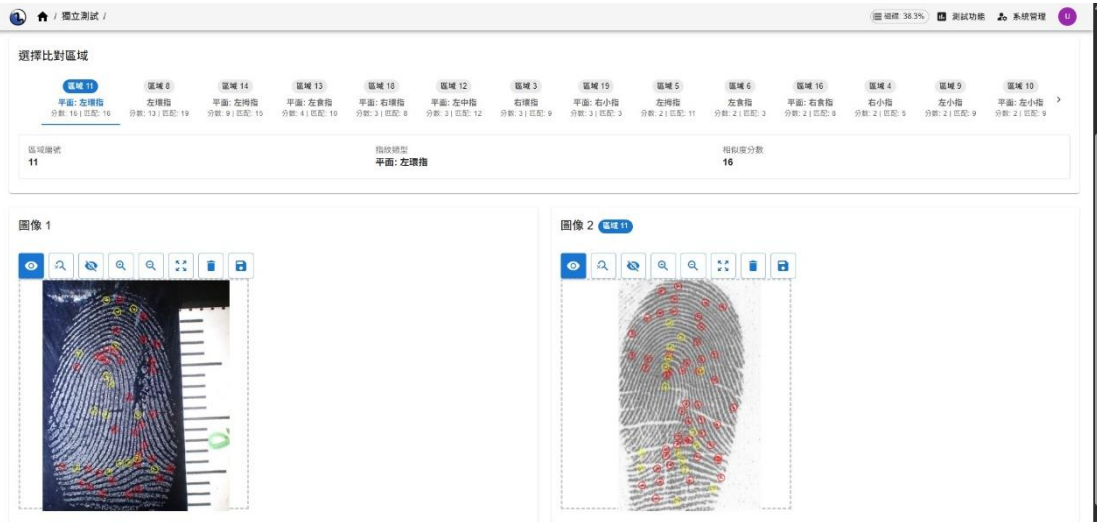 / 獨立測試 /
磁碟 38.3%
測試功能
系統管理
U
選擇比對區域
區域 11
平面: 左環指
分數: 16 | 匹配: 16
區域 8
左環指
分數: 13 | 匹配: 19
區域 14
平面: 左拇指
分數: 9 | 匹配: 15
區域 13
平面: 左食指
分數: 4 | 匹配: 10
區域 18
平面: 右環指
分數: 3 | 匹配: 8
區域 12
平面: 左中指
分數: 3 | 匹配: 12
區域 3
右環指
分數: 3 | 匹配: 9
區域 19
平面: 右小指
分數: 3 | 匹配: 3
區域 5
右拇指
分數: 2 | 匹配: 11
區域 6
左食指
分數: 2 | 匹配: 3
區域 16
平面: 右食指
分數: 2 | 匹配: 8
區域 4
右小指
分數: 2 | 匹配: 5
區域 9
左小指
分數: 2 | 匹配: 9
區域 10
平面: 左小指
分數: 2 | 匹配: 9
區域編號
11
指紋類型
平面: 左環指
相似度分數
16
圖像 1
圖像 2 區域 11